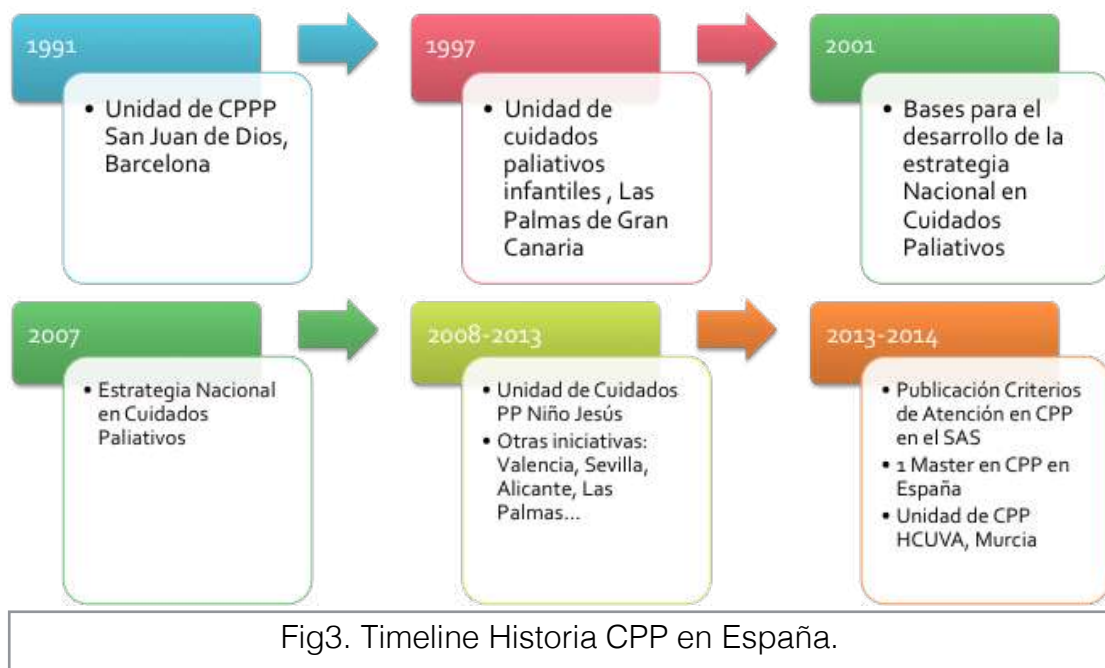 1991
• Unidad de CPPP
San Juan de Dios,
Barcelona
1997
• Unidad de
cuidados
paliativos
infantiles , Las
Palmas de Gran
Canaria
2001
• Bases para el
desarrollo de la
estrategia
Nacional en
Cuidados
Paliativos
2007
• Estrategia Nacional
en Cuidados
Paliativos
2008-2013
• Unidad de Cuidados
PP Niño Jesús
• Otras iniciativas:
Valencia, Sevilla,
Alicante, Las
Palmas...
2013-2014
• Publicación Criterios
de Atención en CPP
en el SAS
• 1 Master en CPP en
España
• Unidad de CPP
HCUVA, Murcia
Fig3. Timeline Historia CPP en España.